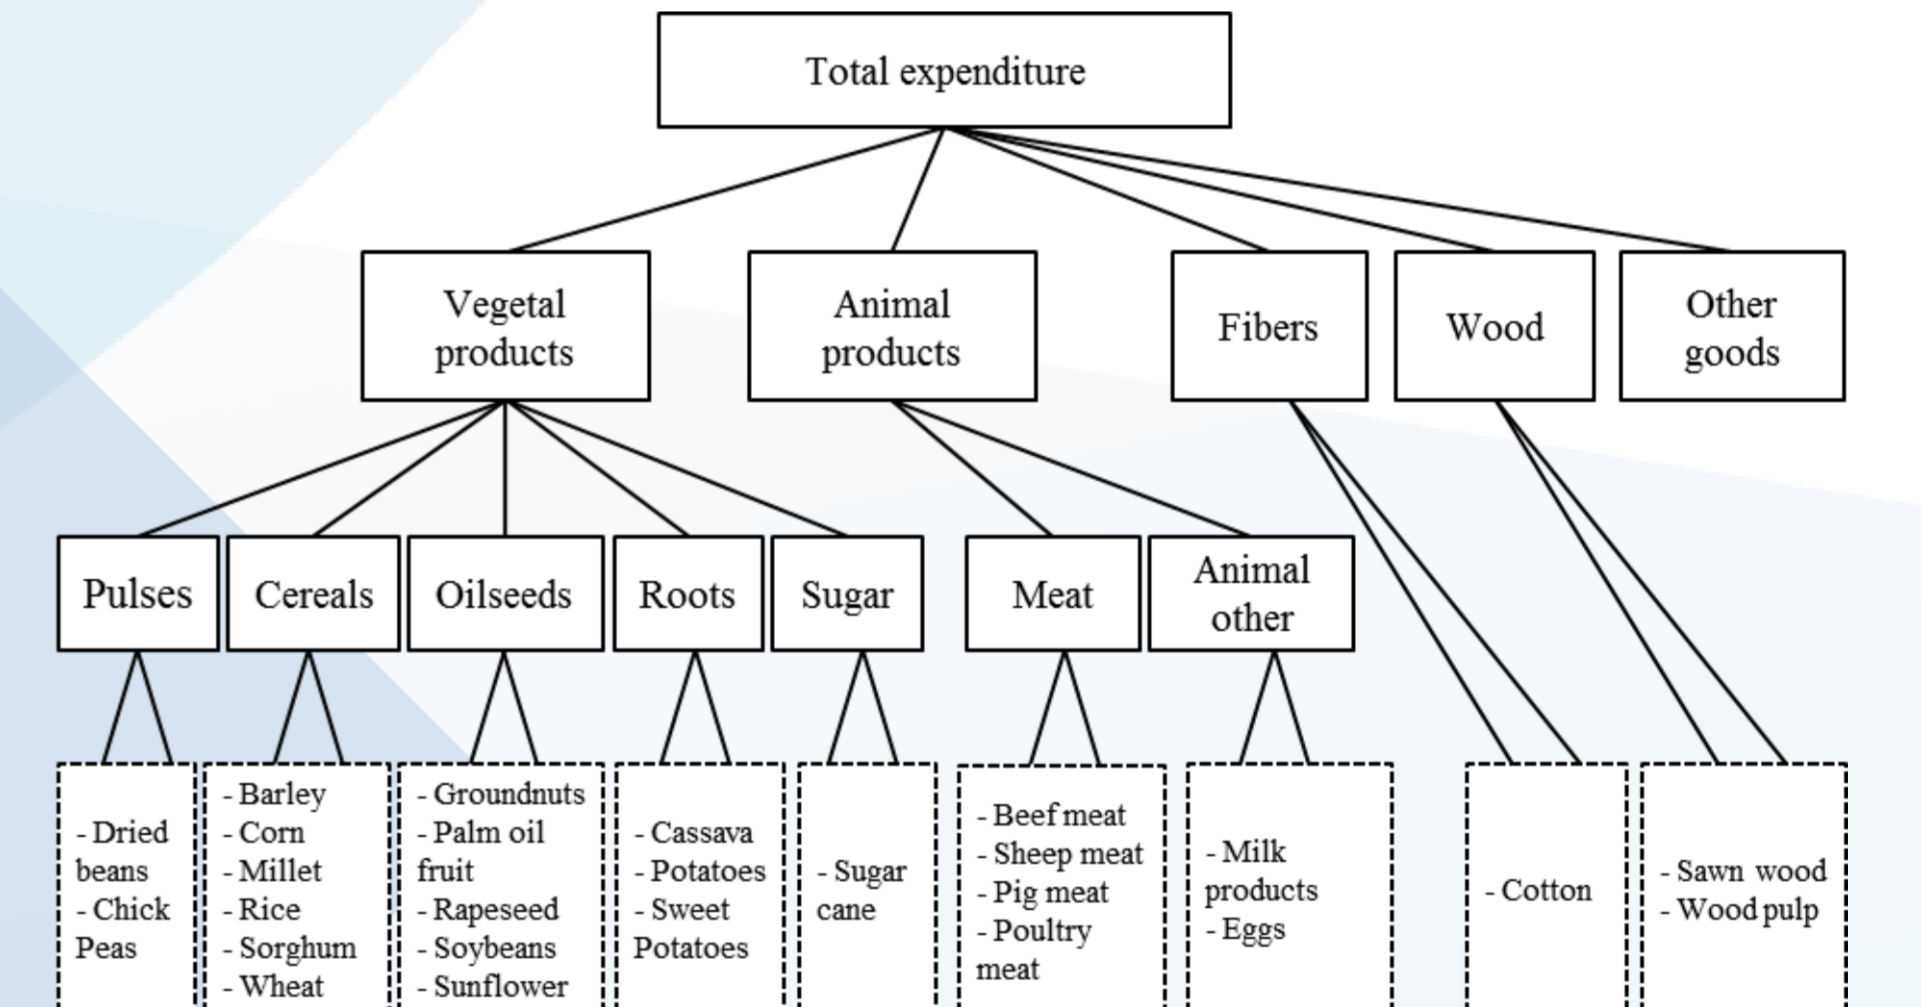 Total expenditure
Vegetal
products
Animal
products
Fibers
Wood
Other
goods
Pulses
Cereals
Oilseeds
Roots
Sugar
Meat
Animal
other
- Dried
beans
- Chick
Peas
- Barley
- Corn
- Millet
- Rice
- Sorghum
- Wheat
- Groundnuts
- Palm oil
fruit
- Rapeseed
- Soybeans
- Sunflower
- Cassava
- Potatoes
- Sweet
Potatoes
- Sugar
cane
- Beef meat
- Sheep meat
- Pig meat
- Poultry
meat
- Milk
products
- Eggs
- Cotton
- Sawn wood
- Wood pulp